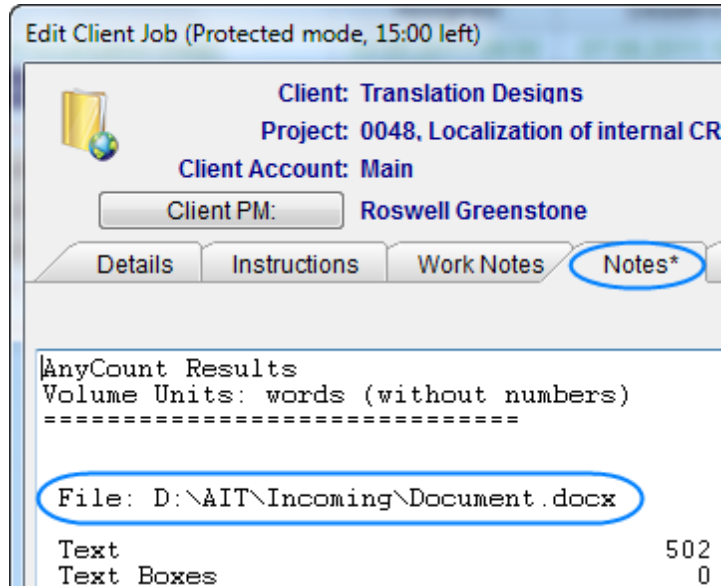 Edit Client Job (Protected mode, 15:00 left)
Client: Translation Designs
Project: 0048, Localization of internal CR
Client Account: Main
Client PM: Roswell Greenstone
Details Instructions Work Notes Notes*
AnyCount Results
Volume Units: words (without numbers)
==============================
File: D:\AIT\Incoming\Document.docx
Text 502
Text Boxes 0